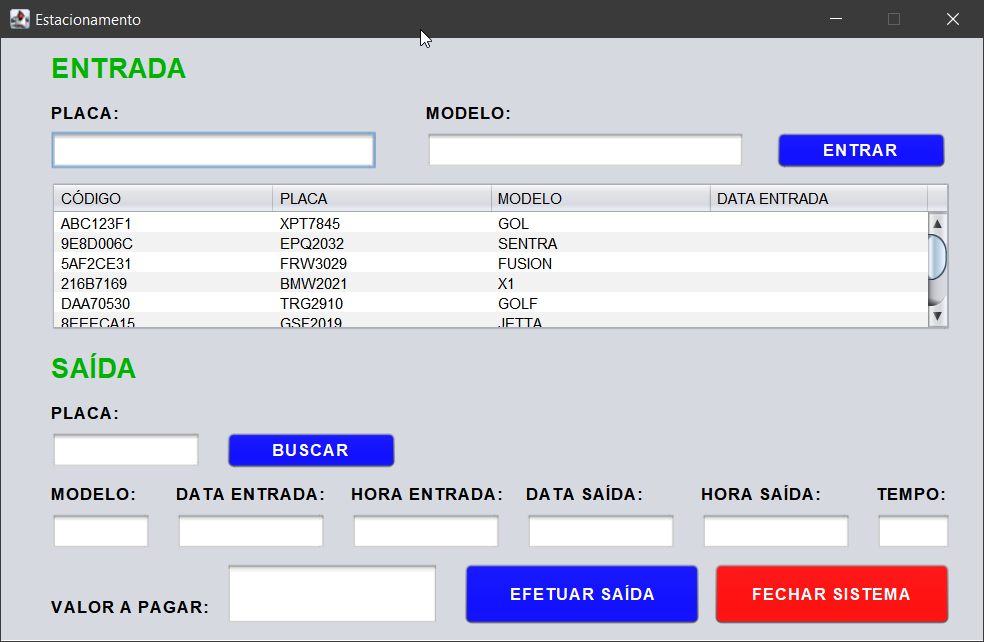 Estacionamento
ENTRADA
PLACA: MODELO:
ENTRAR
CÓDIGO PLACA MODELO DATA ENTRADA
ABC123F1 XPT7845 GOL
9E8D006C EPQ2032 SENTRA
5AF2CE31 FRW3029 FUSION
216B7169 BMW2021 X1
DAA70530 TRG2910 GOLF
JETTA
SAÍDA
PLACA:
BUSCAR
MODELO: DATA ENTRADA: HORA ENTRADA: DATA SAÍDA: HORA SAÍDA: TEMPO:
VALOR A PAGAR: EFETUAR SAÍDA FECHAR SISTEMA